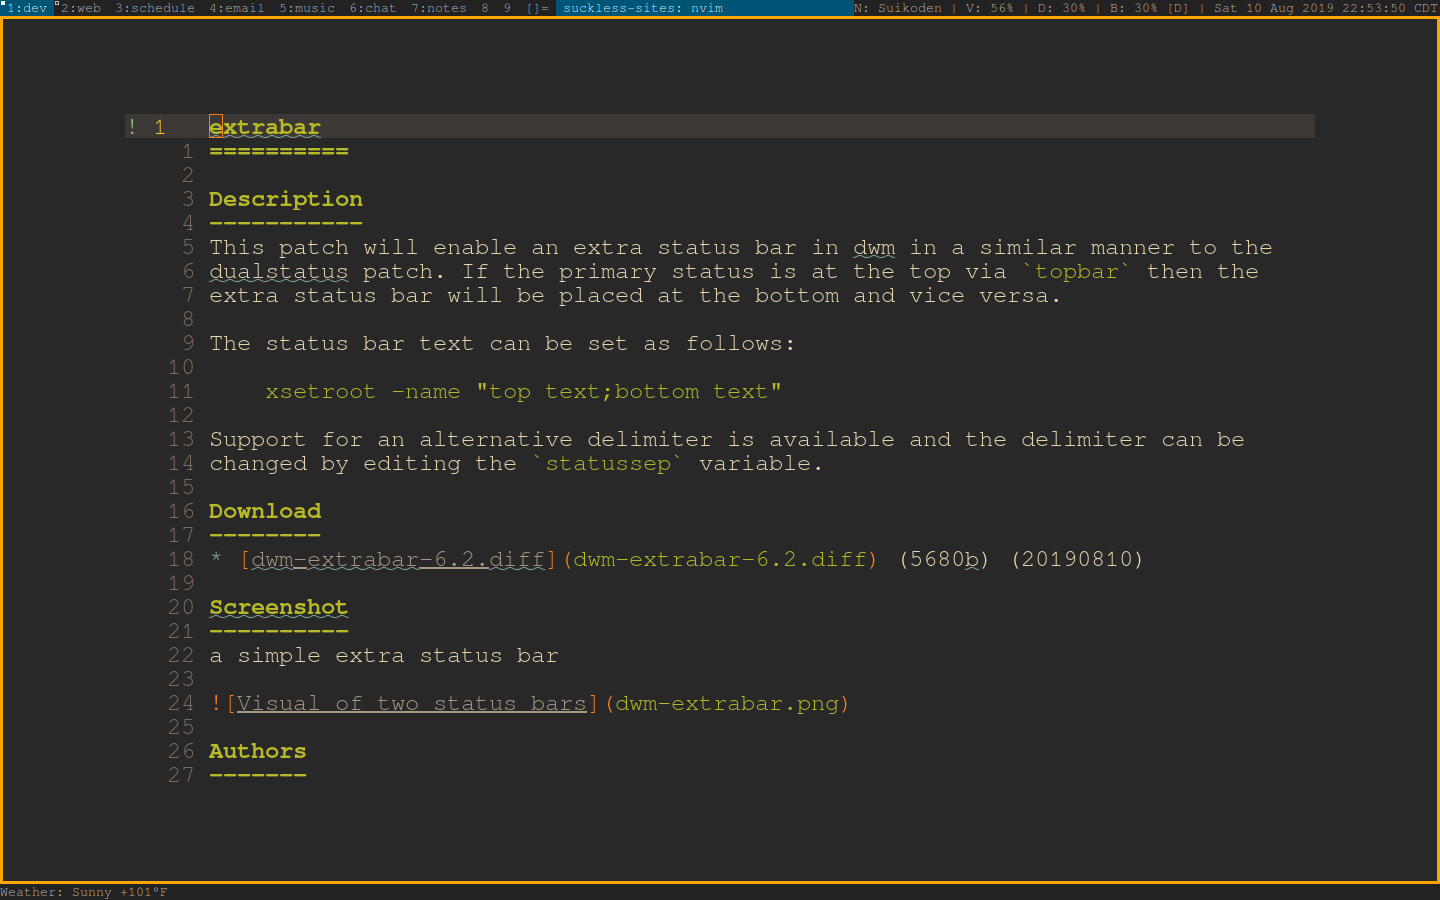 1:dev 2:web 3:schedule 4:email 5:music 6:chat 7:notes 8 9 []= suckless-sites: nvim N: Suikoden | V: 56% | D: 30% | B: 30% [D] | Sat 10 Aug 2019 22:53:50 CDT
! 1 extrabar
1 ==========
2
3 Description
4 -----------
5 This patch will enable an extra status bar in dwm in a similar manner to the
6 dualstatus patch. If the primary status is at the top via `topbar` then the
7 extra status bar will be placed at the bottom and vice versa.
8
9 The status bar text can be set as follows:
10
11     xsetroot -name "top text;bottom text"
12
13 Support for an alternative delimiter is available and the delimiter can be
14 changed by editing the `statussep` variable.
15
16 Download
17 --------
18 * [dwm-extrabar-6.2.diff](dwm-extrabar-6.2.diff) (5680b) (20190810)
19
20 Screenshot
21 ----------
22 a simple extra status bar
23
24 ![Visual of two status bars](dwm-extrabar.png)
25
26 Authors
27 -------
Weather: Sunny +101°F